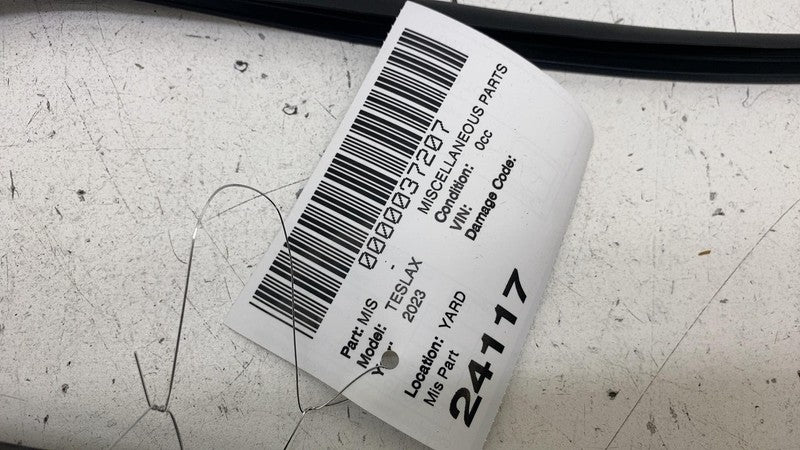 0000037207
MISCELLANEOUS PARTS
Part: MIS - Condition: 0cc
Model: TESLAX VIN:
2023 Damage Code:
Location: YARD
Mis Part
24117